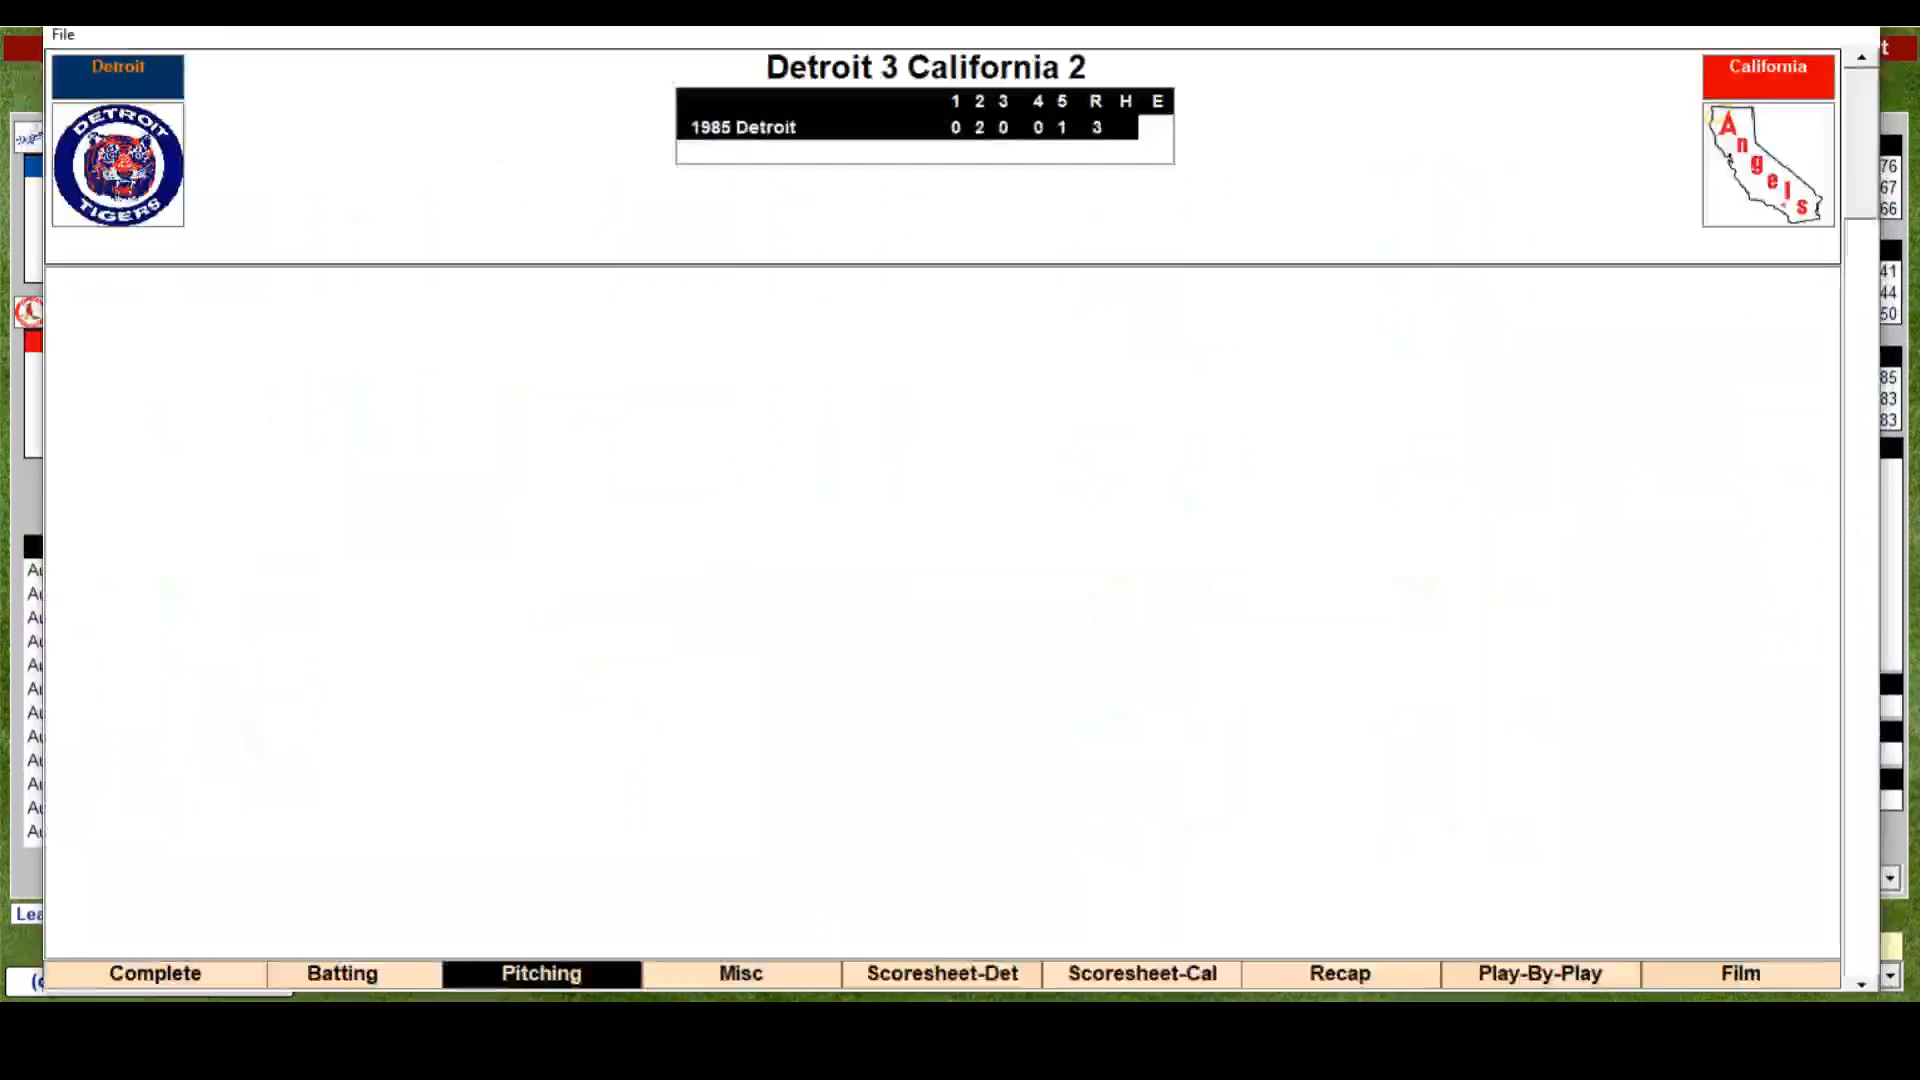 File
Detroit
Detroit 3 California 2
California
1 2 3 4 5 R H E
1985 Detroit 0 2 0 0 1 3
DETROIT
TIGERS
Angels
76
67
66
41
44
50
85
83
83
Complete Batting Pitching Misc Scoresheet-Det Scoresheet-Cal Recap Play-By-Play Film